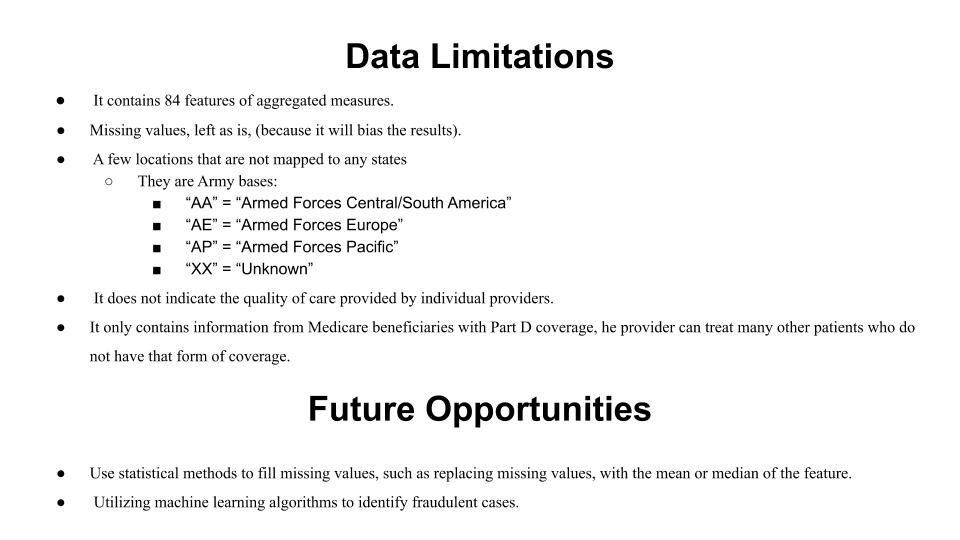 Data Limitations
● It contains 84 features of aggregated measures.
● Missing values, left as is, (because it will bias the results).
● A few locations that are not mapped to any states
○ They are Army bases:
■ “AA” = “Armed Forces Central/South America”
■ “AE” = “Armed Forces Europe”
■ “AP” = “Armed Forces Pacific”
■ “XX” = “Unknown”
● It does not indicate the quality of care provided by individual providers.
● It only contains information from Medicare beneficiaries with Part D coverage, he provider can treat many other patients who do
not have that form of coverage.
Future Opportunities
● Use statistical methods to fill missing values, such as replacing missing values, with the mean or median of the feature.
● Utilizing machine learning algorithms to identify fraudulent cases.